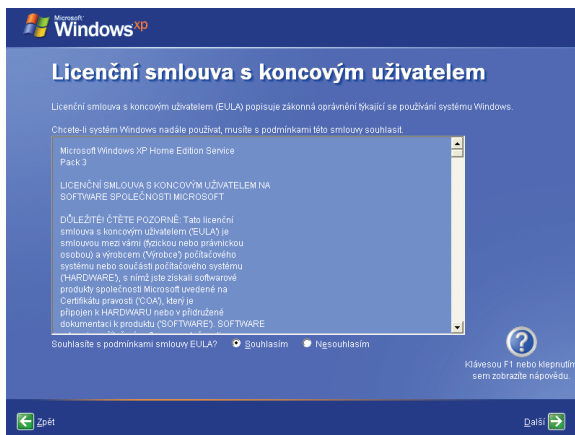 Microsoft
Windows xp
Licenční smlouva s koncovým uživatelem
Licenční smlouva s koncovým uživatelem (EULA) popisuje zákonná oprávnění týkající se používání systému Windows.
Chcete-li systém Windows nadále používat, musíte s podmínkami této smlouvy souhlasit.
Microsoft Windows XP Home Edition Service
Pack 3
LICENČNÍ SMLOUVA S KONCOVÝM UŽIVATELEM NA
SOFTWARE SPOLEČNOSTI MICROSOFT
DŮLEŽITÉ! ČTĚTE POZORNĚ: Tato licenční
smlouva s koncovým uživatelem ('EULA') je
smlouvou mezi vámi (fyzickou nebo právnickou
osobou) a výrobcem ('Výrobce') počítačového
systému nebo součásti počítačového systému
('HARDWARE'), s nímž jste získali softwarové
produkty společnosti Microsoft uvedené na
Certifikátu pravosti ('COA'), který je
připojen k HARDWARU nebo v přidružené
dokumentaci k produktu ('SOFTWARE'). SOFTWARE
Souhlasíte s podmínkami smlouvy EULA? Souhlasím Nesouhlasím
Klávesou F1 nebo klepnutím
sem zobrazíte nápovědu.
Zpět
Další